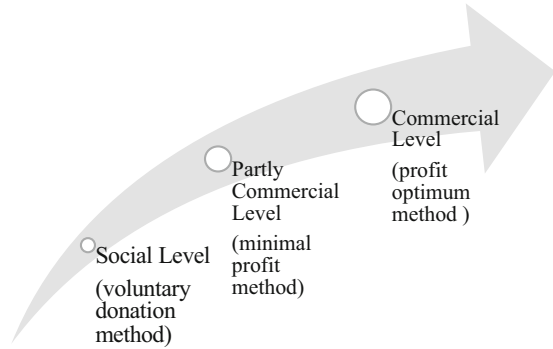 Social Level
(voluntary
donation
method)
Partly
Commercial
Level
(minimal
profit
method)
Commercial
Level
(profit
optimum
method )